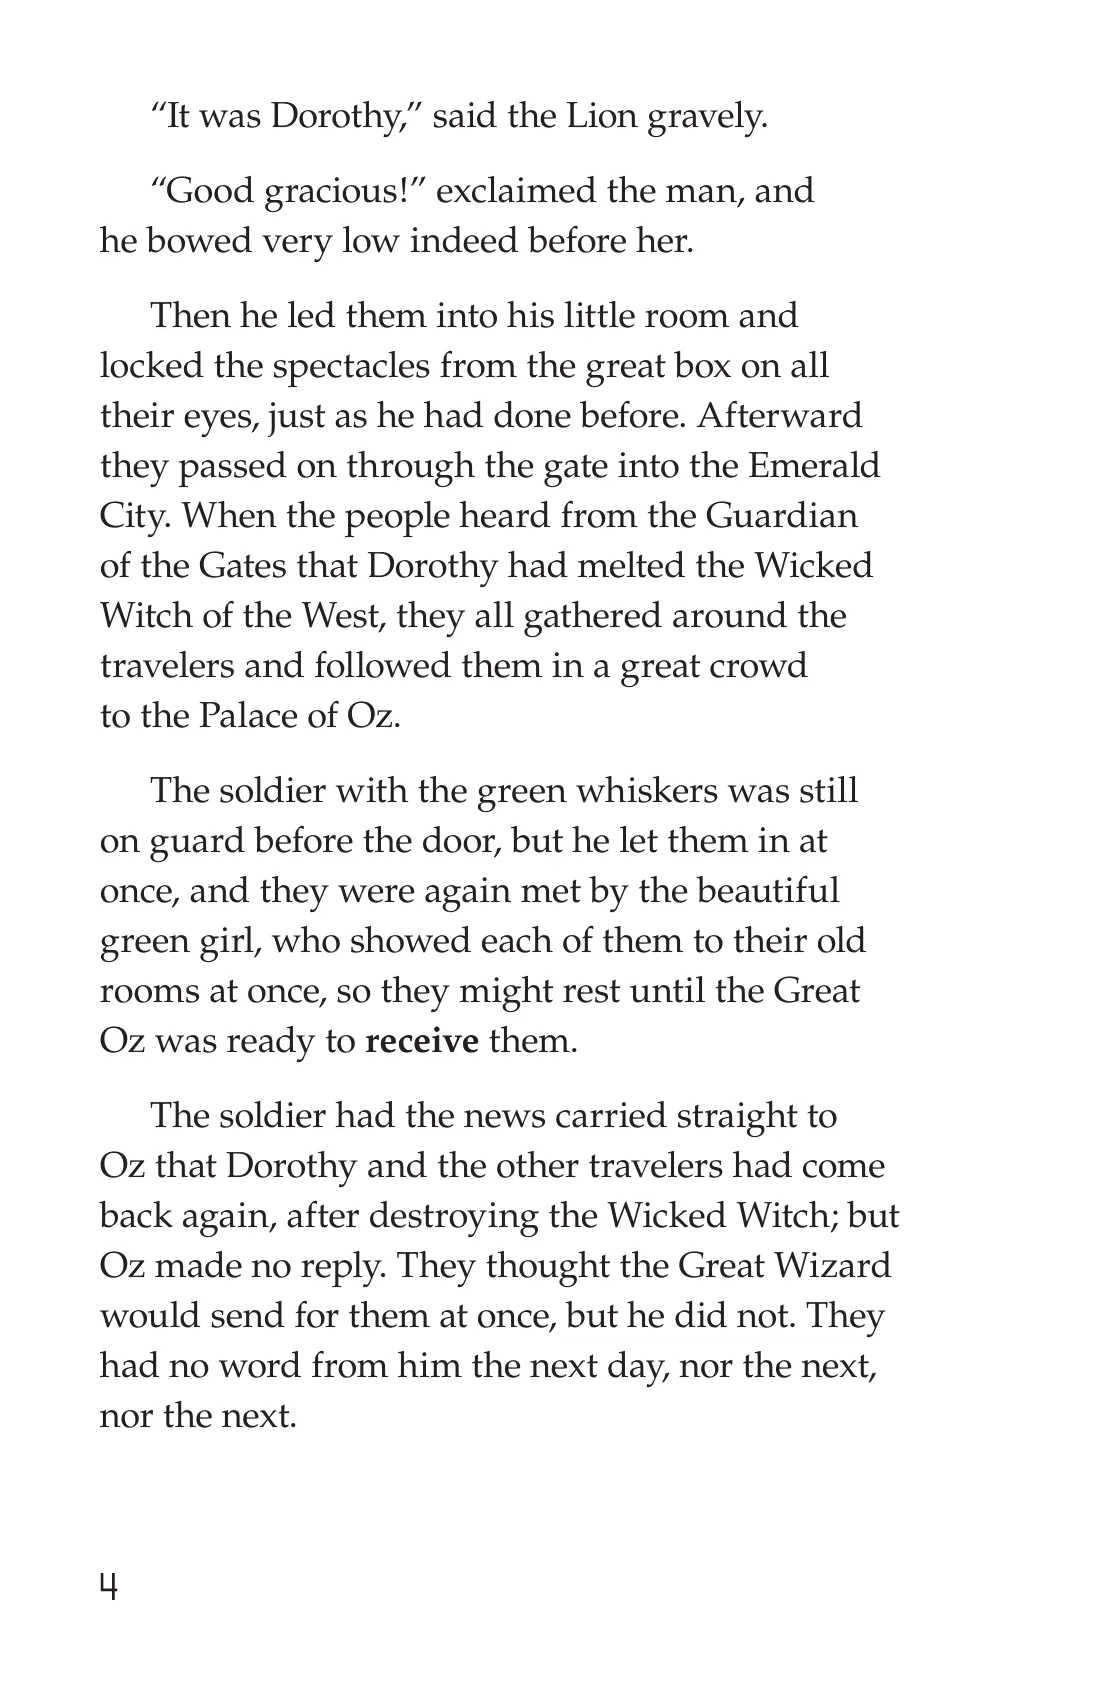 “It was Dorothy,” said the Lion gravely.
“Good gracious!” exclaimed the man, and
he bowed very low indeed before her.
Then he led them into his little room and
locked the spectacles from the great box on all
their eyes, just as he had done before. Afterward
they passed on through the gate into the Emerald
City. When the people heard from the Guardian
of the Gates that Dorothy had melted the Wicked
Witch of the West, they all gathered around the
travelers and followed them in a great crowd
to the Palace of Oz.
The soldier with the green whiskers was still
on guard before the door, but he let them in at
once, and they were again met by the beautiful
green girl, who showed each of them to their old
rooms at once, so they might rest until the Great
Oz was ready to receive them.
The soldier had the news carried straight to
Oz that Dorothy and the other travelers had come
back again, after destroying the Wicked Witch; but
Oz made no reply. They thought the Great Wizard
would send for them at once, but he did not. They
had no word from him the next day, nor the next,
nor the next.
4